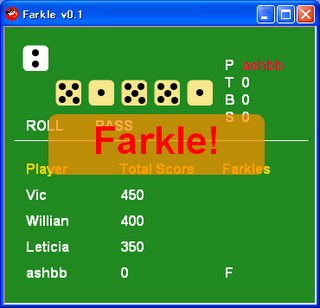 Farkle v0.1
P ashbb
T 0
B 0
S 0
ROLL PASS
Farkle!
Player Total Score Farkles
Vic 450
Willian 400
Leticia 350
ashbb 0 F